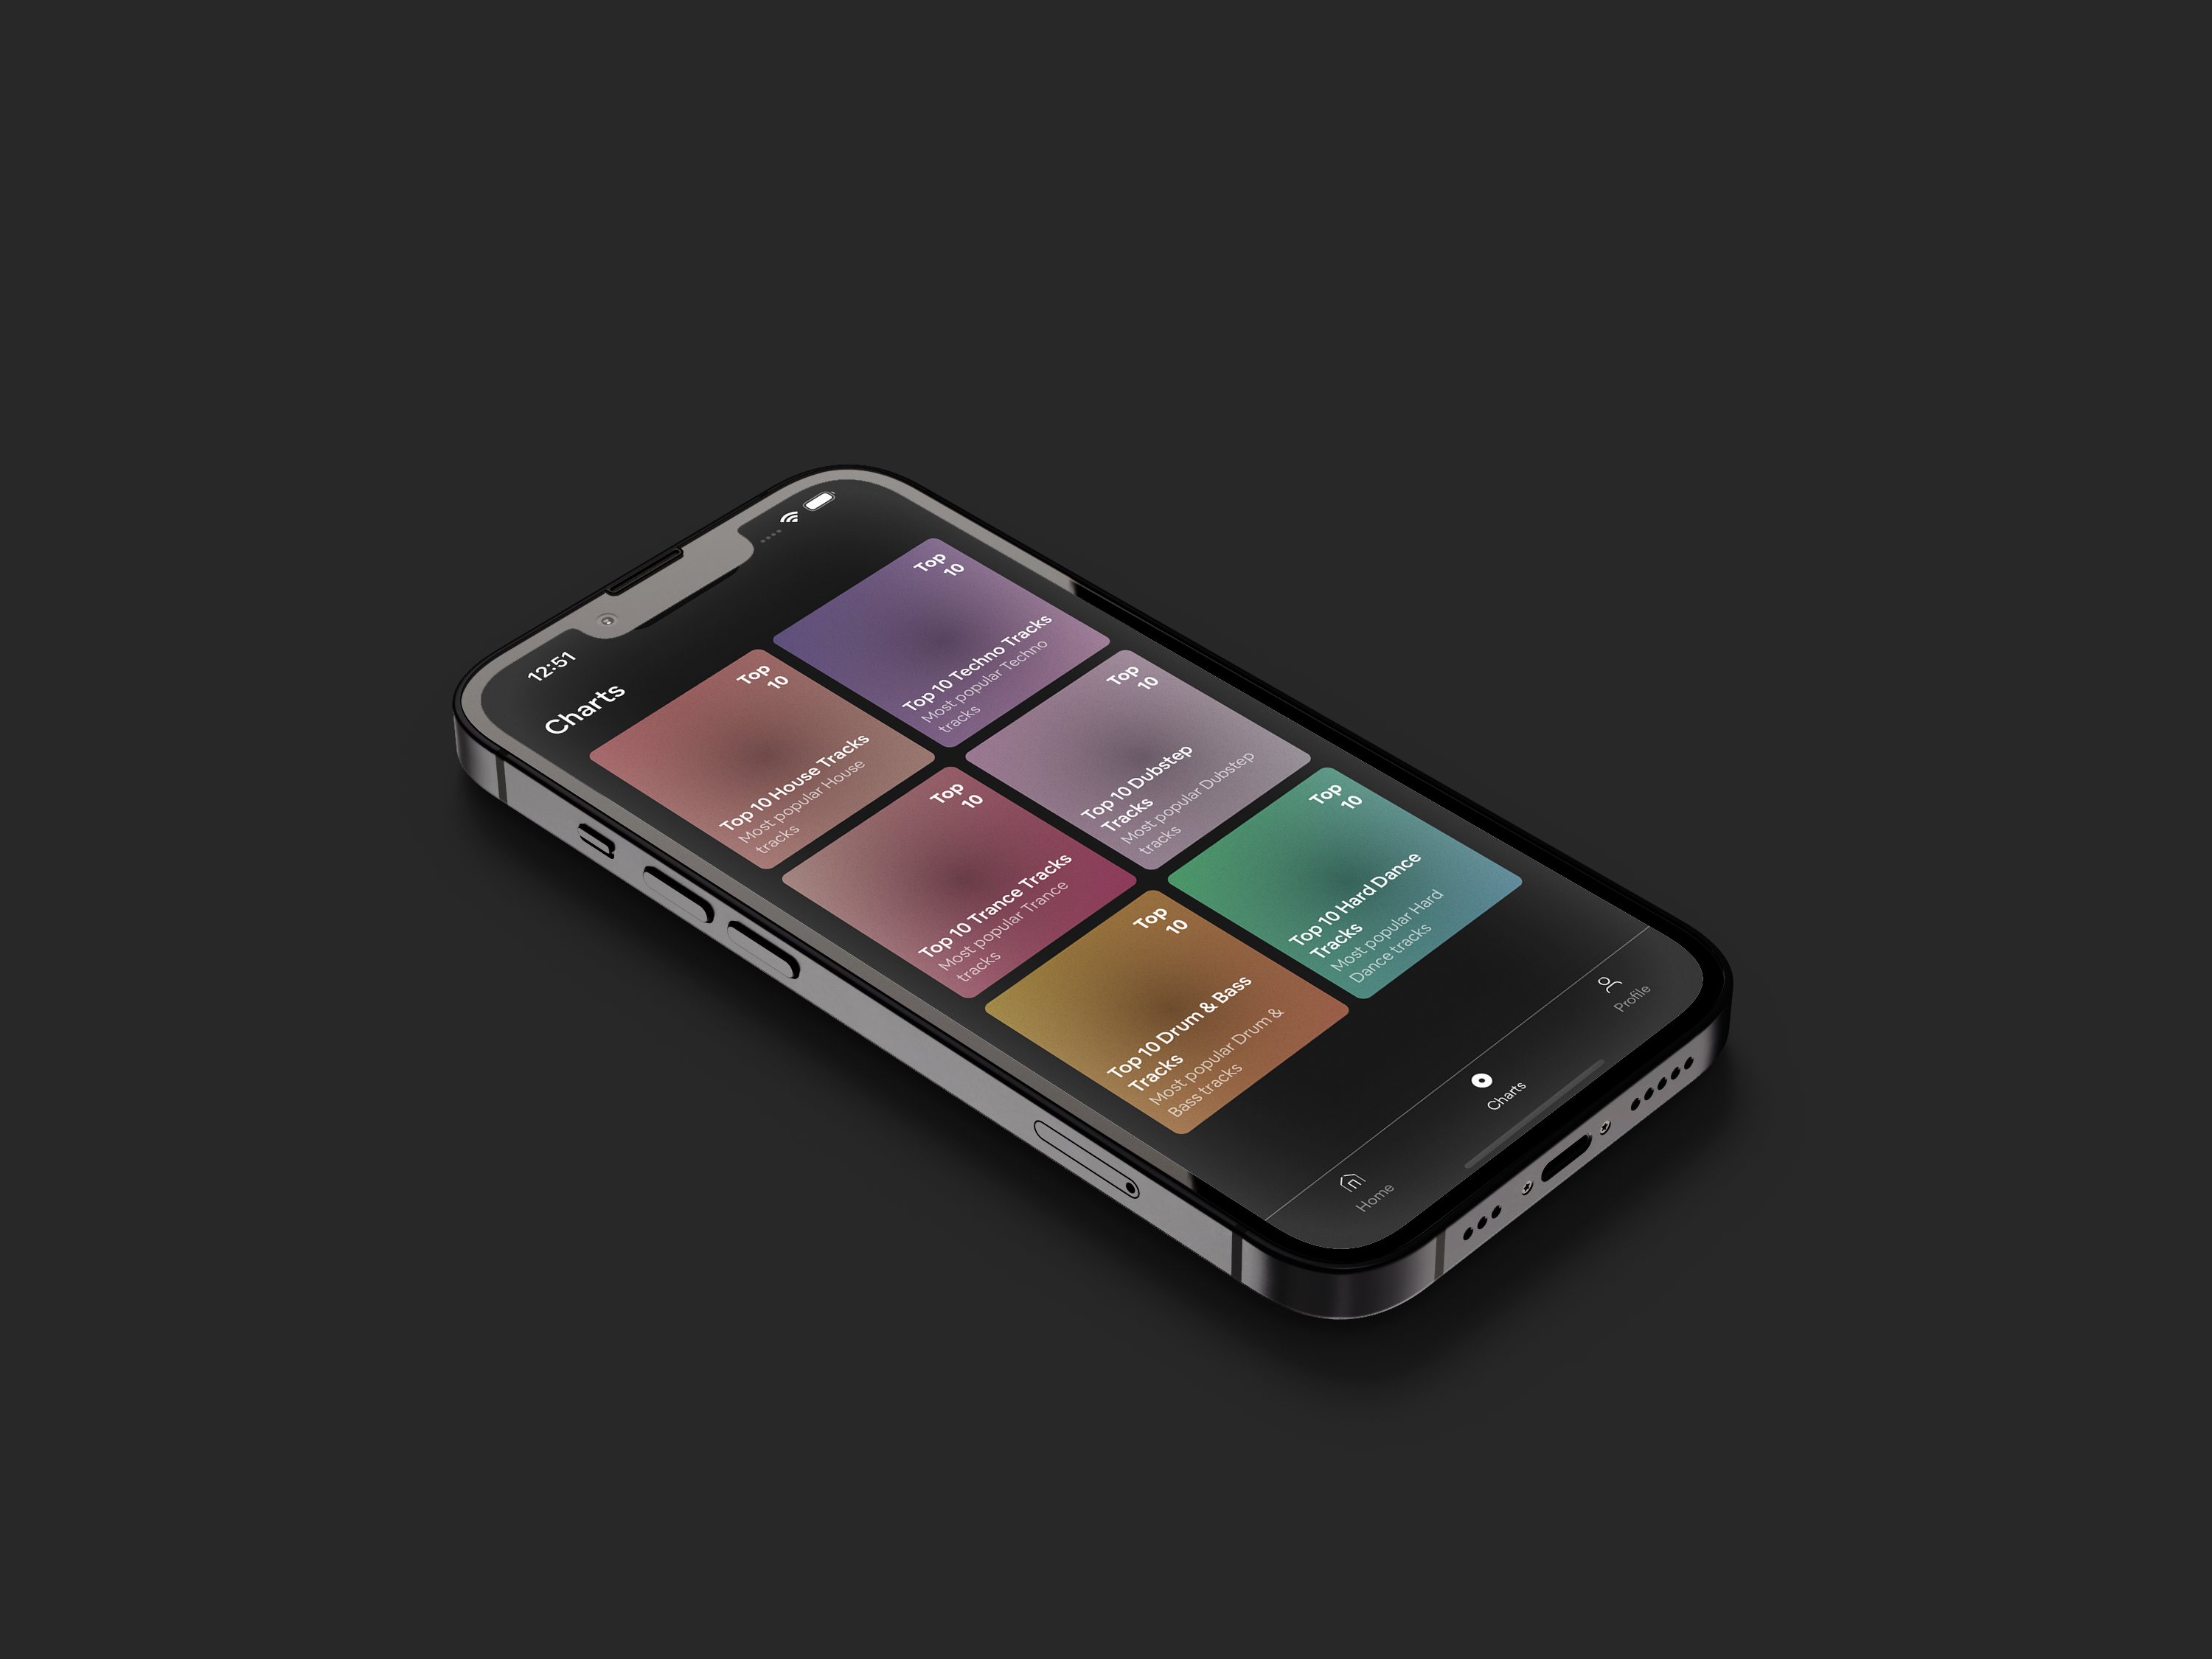 12:51
Charts
Top
10
Top 10 House Tracks
Most popular House
tracks
Top
10
Top 10 Techno Tracks
Most popular Techno
tracks
Top
10
Top 10 Trance Tracks
Most popular Trance
tracks
Top
10
Top 10 Dubstep
Tracks
Most popular Dubstep
tracks
Top
10
Top 10 Drum & Bass
Tracks
Most popular Drum &
Bass tracks
Top
10
Top 10 Hard Dance
Tracks
Most popular Hard
Dance tracks
Home
Charts
Profile